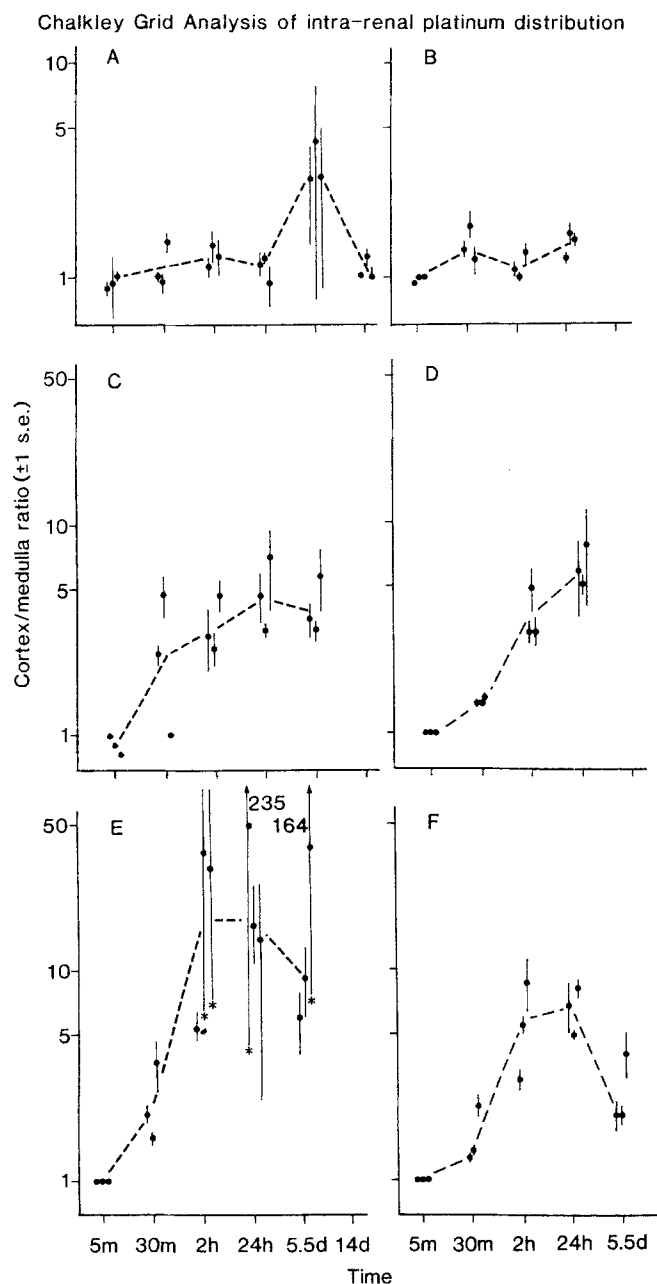 Chalkley Grid Analysis of intra-renal platinum distribution
A
B
10
5
1
C
D
50
10
5
1
Cortex/medulla ratio (±1 s.e.)
E
F
235
164
50
10
5
1
*
*
*
*
5m 30m 2h 24h 5.5d 14d
5m 30m 2h 24h 5.5d
Time